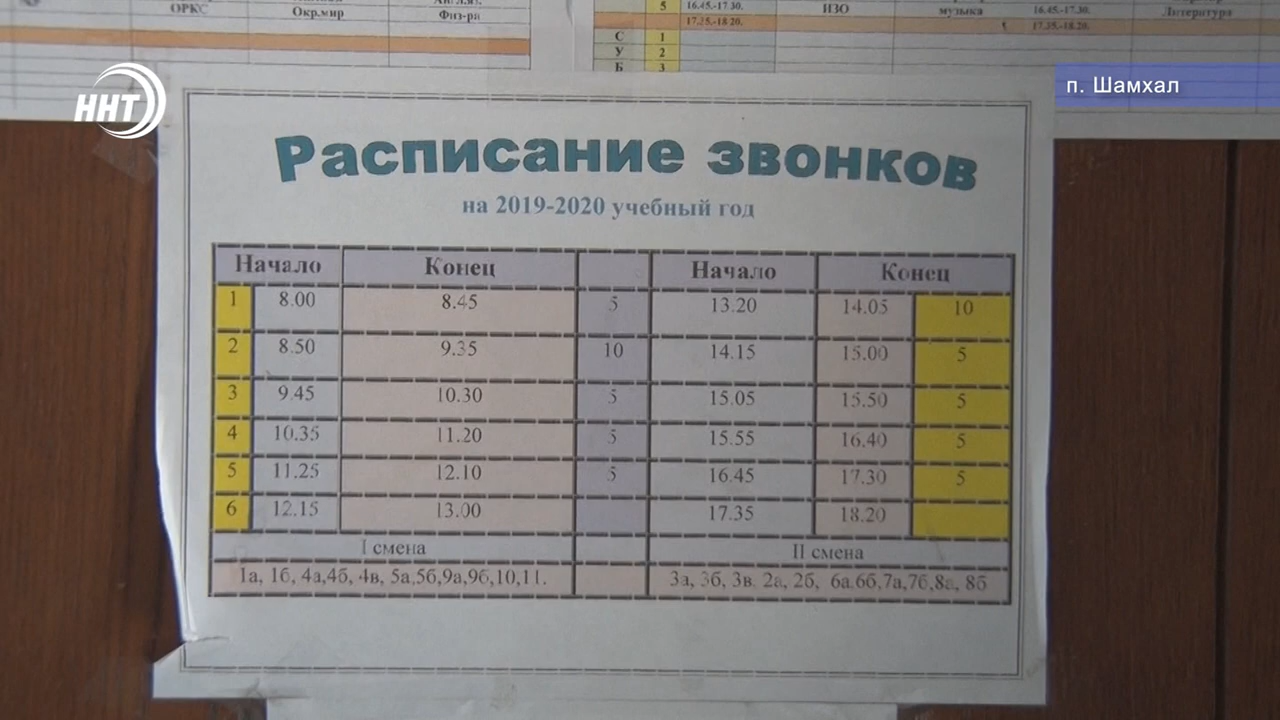 ОРКС Окр.мир Физ-ра
5 16.45-17.30. ИЗО музыка 16.45-17.30. Литература
17.35.-18.20. 17.35.-18.20.
С 1
У 2
Б 3
ННТ
п. Шамхал
Расписание звонков
на 2019-2020 учебный год
Начало Конец Начало Конец
1 8.00 8.45 5 13.20 14.05 10
2 8.50 9.35 10 14.15 15.00 5
3 9.45 10.30 5 15.05 15.50 5
4 10.35 11.20 5 15.55 16.40 5
5 11.25 12.10 5 16.45 17.30 5
6 12.15 13.00 17.35 18.20
I смена II смена
1а, 1б, 4а,4б, 4в, 5а,5б,9а,9б,10,11. 3а, 3б, 3в. 2а, 2б, 6а.6б,7а,7б,8а, 8б